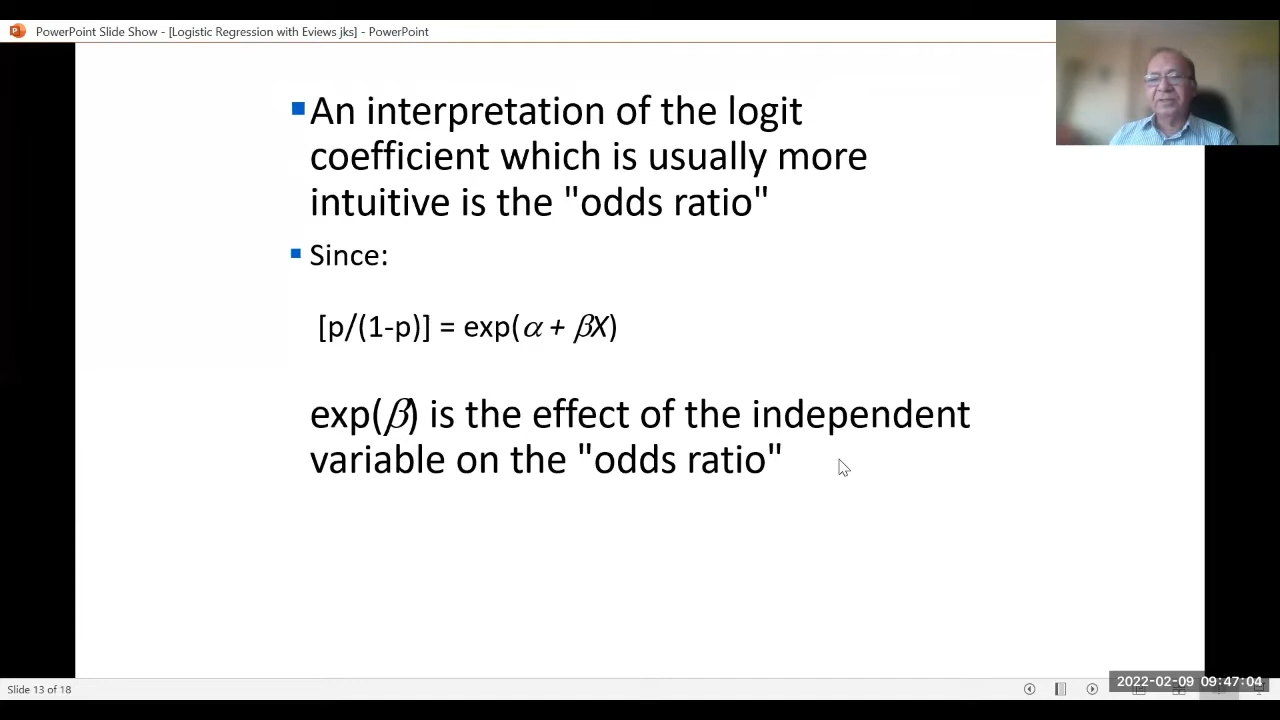 PowerPoint Slide Show - [Logistic Regression with Eviews jks] - PowerPoint
An interpretation of the logit
coefficient which is usually more
intuitive is the "odds ratio"
Since:
[p/(1-p)] = exp(α + βX)
exp(β) is the effect of the independent
variable on the "odds ratio"
Slide 13 of 18
2022-02-09 09:47:04